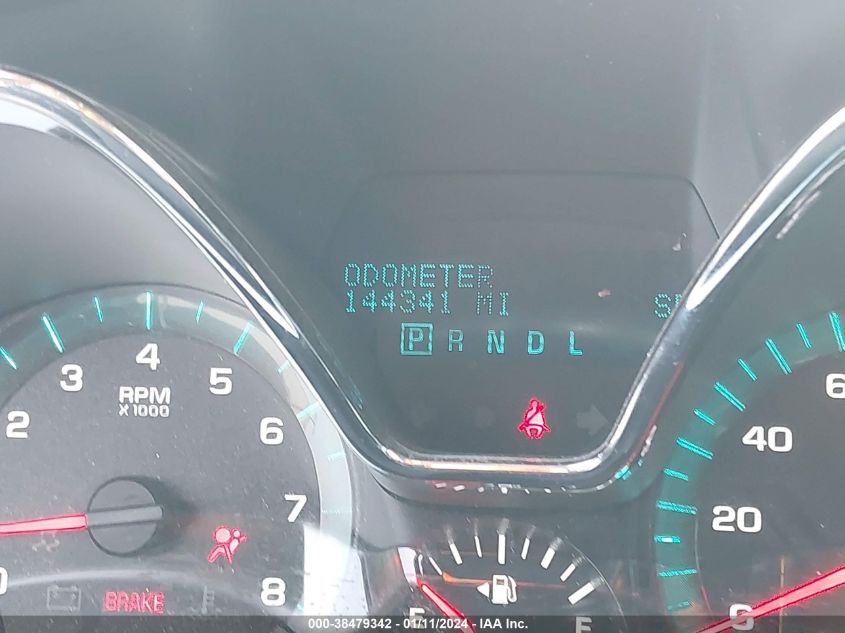 ODOMETER
144341 MI
P R N D L
2 3 4 5 6 7 8
RPM
X1000
BRAKE
0 20 40
E F
000-38479342 - 01/11/2024 - IAA Inc.